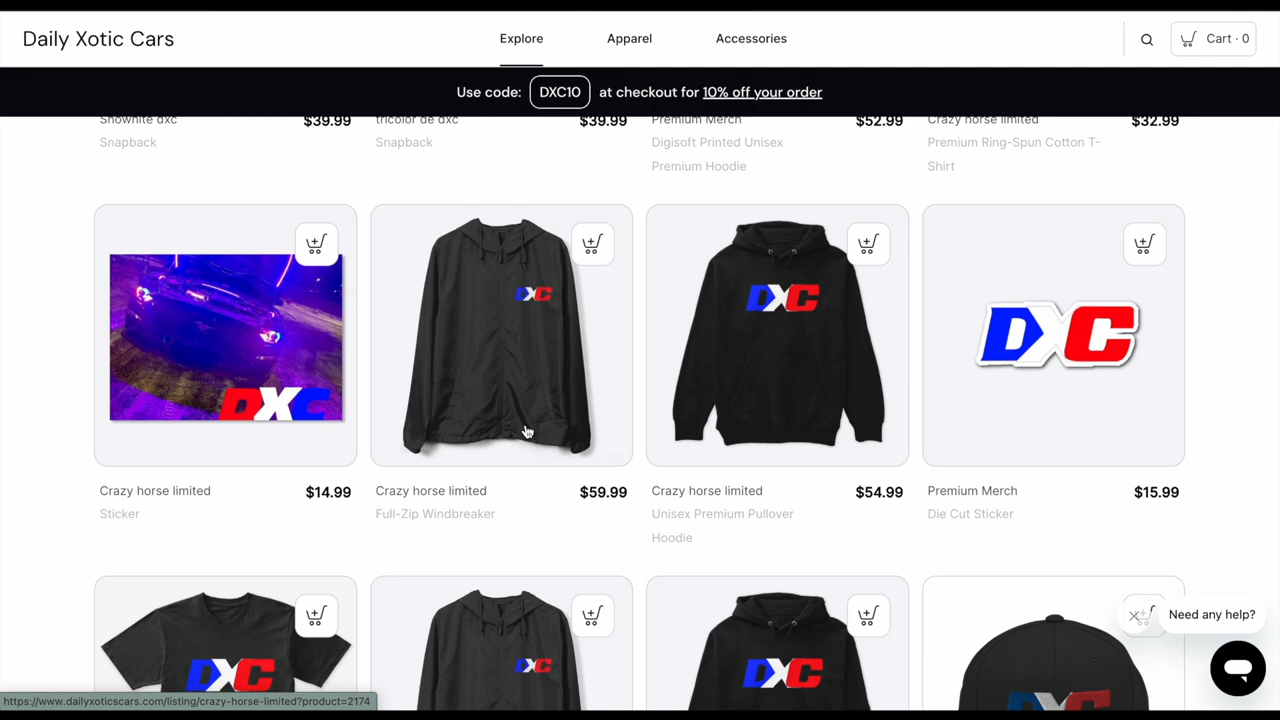 Daily Xotic Cars
Explore
Apparel
Accessories
Cart · 0
Use code: DXC10 at checkout for 10% off your order
Snowhite dxc $39.99
Snapback
tricolor de dxc $39.99
Snapback
Premium Merch $52.99
Digisoft Printed Unisex
Premium Hoodie
Crazy horse limited $32.99
Premium Ring-Spun Cotton T-
Shirt
DXC
DXC
DXC
DXC
Crazy horse limited $14.99
Sticker
Crazy horse limited $59.99
Full-Zip Windbreaker
Crazy horse limited $54.99
Unisex Premium Pullover
Hoodie
Premium Merch $15.99
Die Cut Sticker
DXC
DXC
DXC
DXC
Need any help?
https://www.dailyxoticscars.com/listing/crazy-horse-limited?product=2174